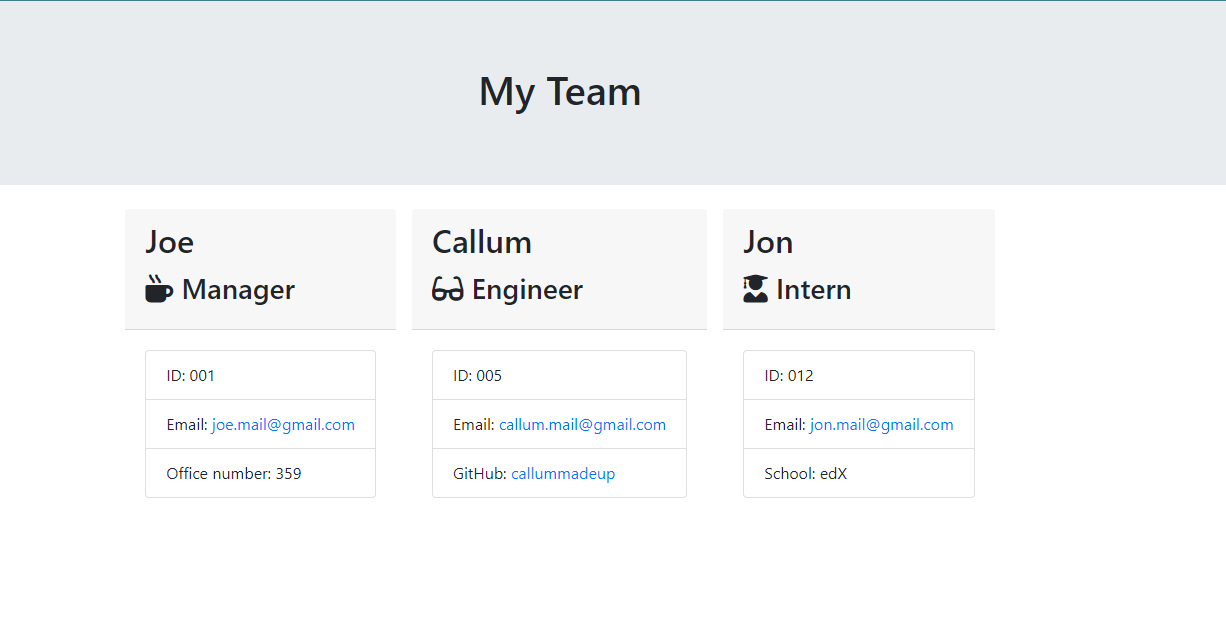 My Team
Joe
Manager
ID: 001
Email: joe.mail@gmail.com
Office number: 359
Callum
Engineer
ID: 005
Email: callum.mail@gmail.com
GitHub: callummadeup
Jon
Intern
ID: 012
Email: jon.mail@gmail.com
School: edX